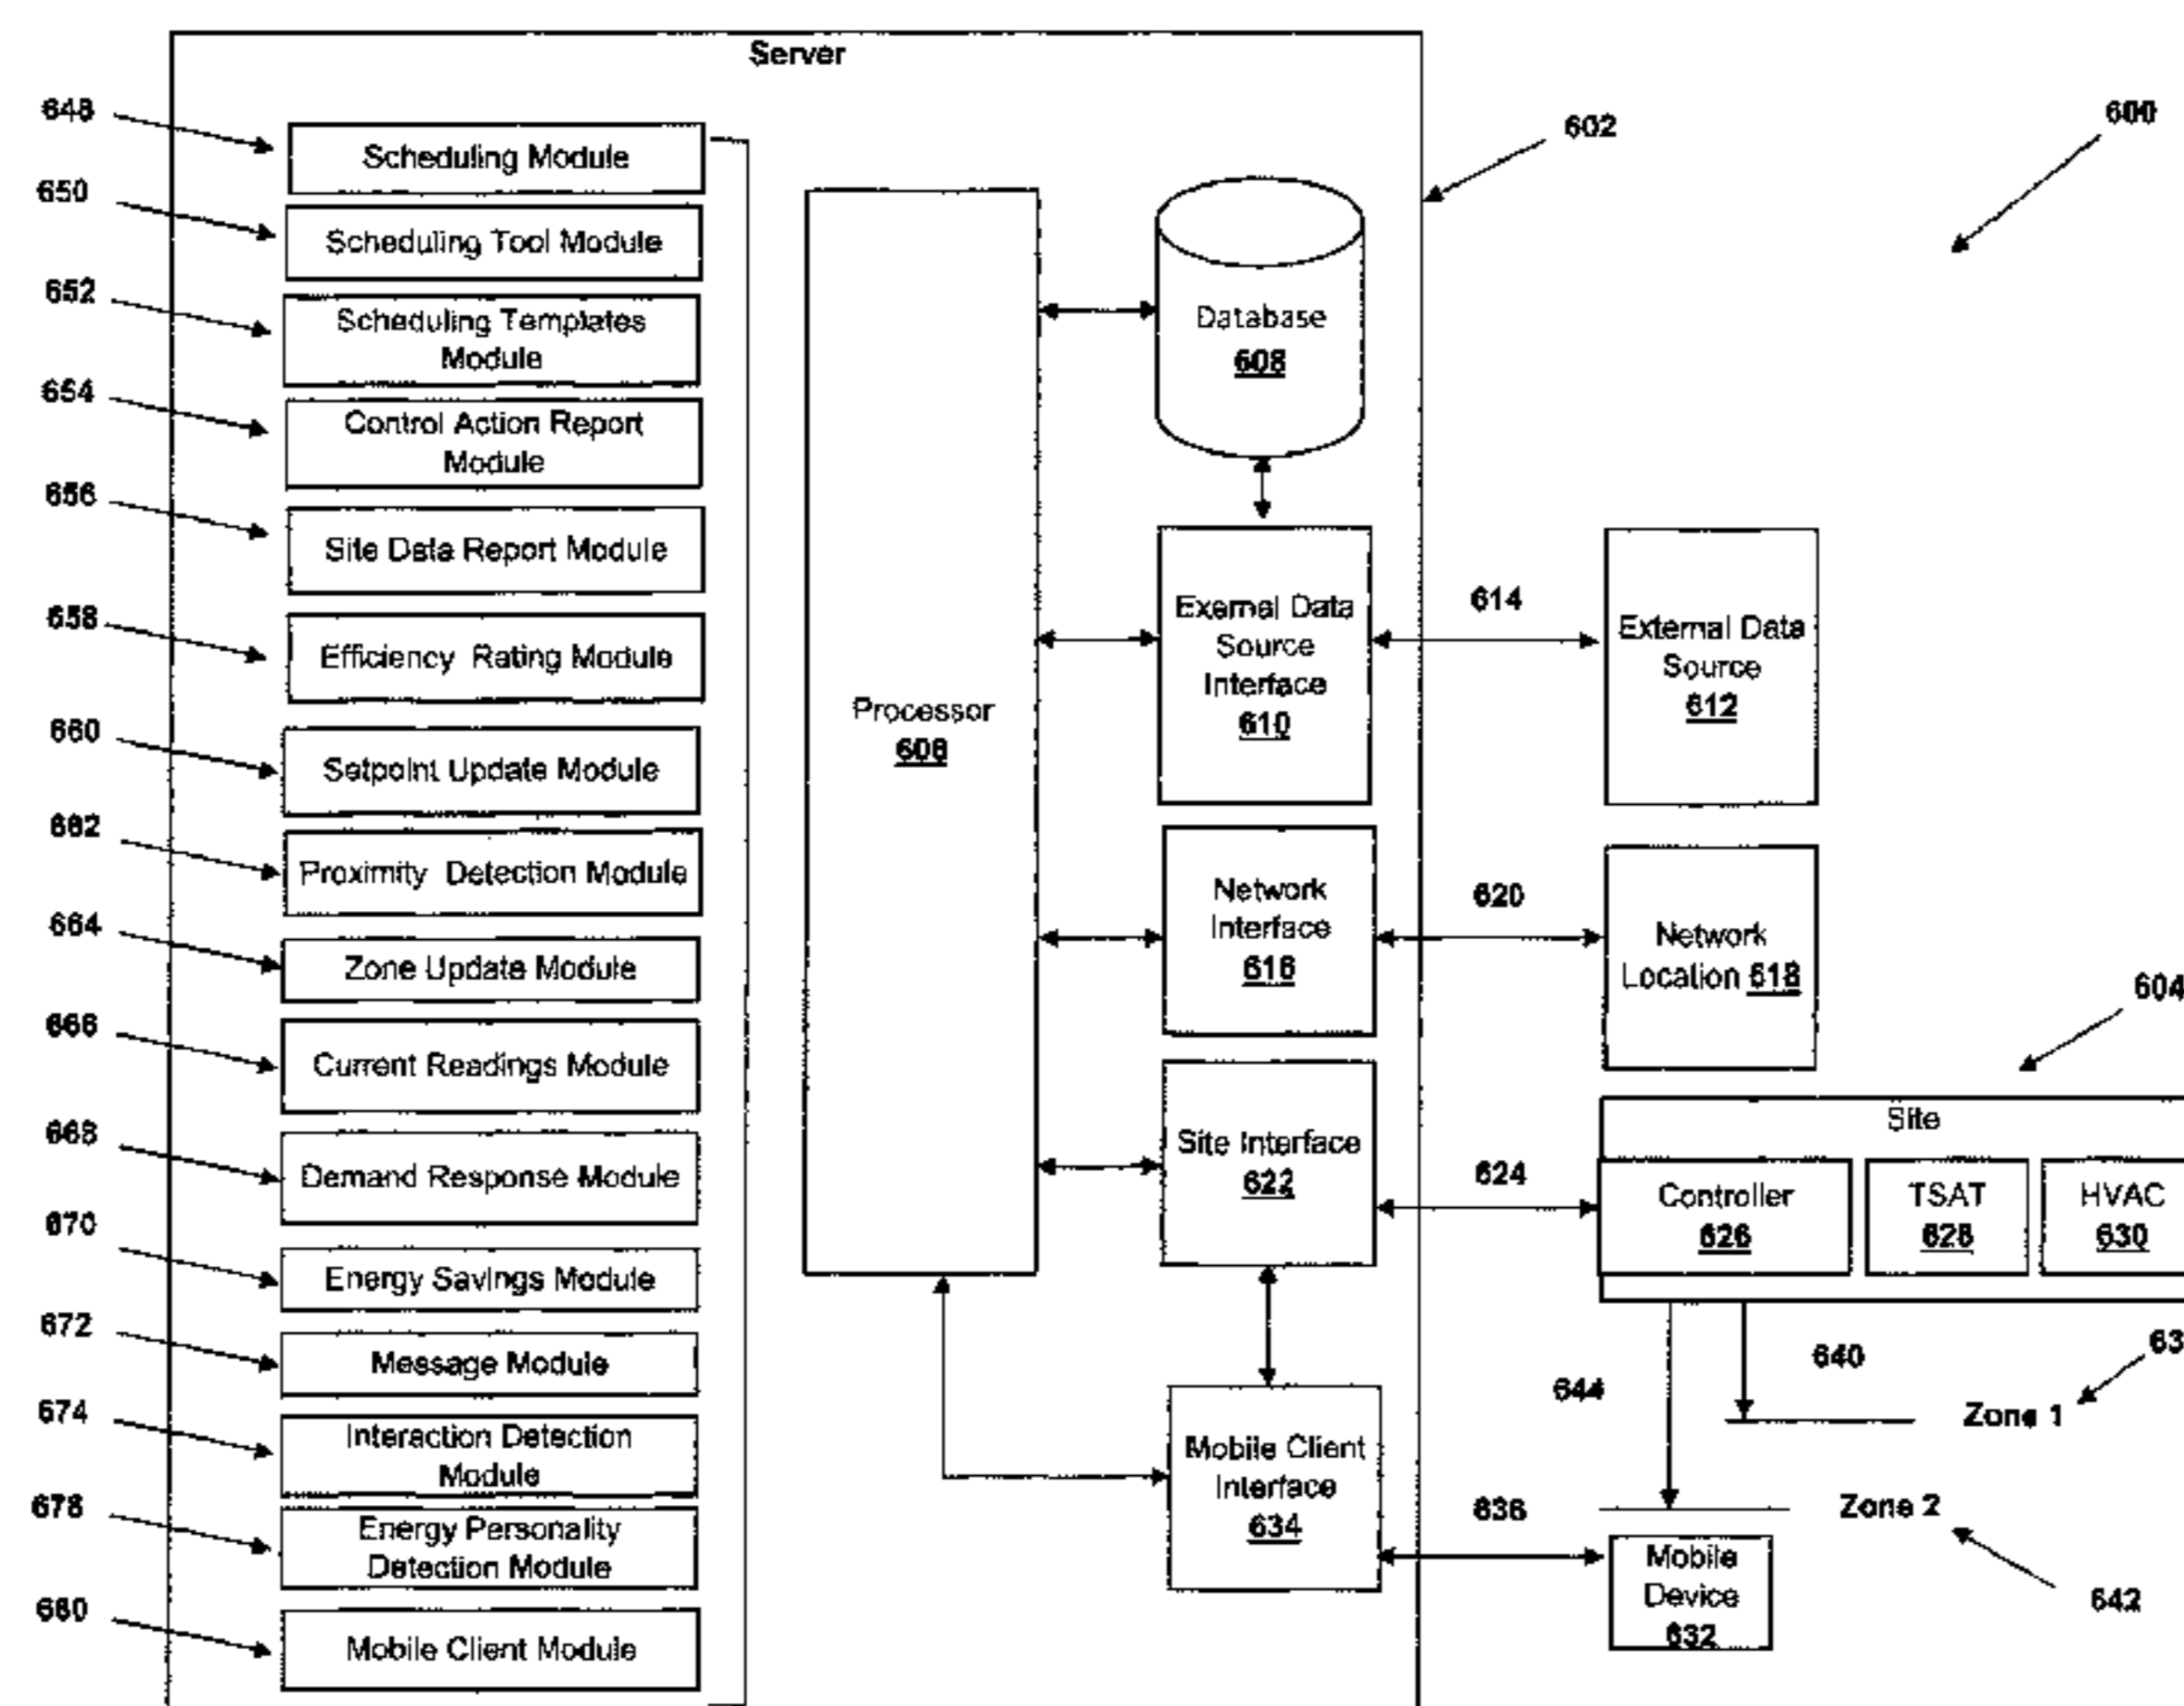 Server
648
Scheduling Module
650
Scheduling Tool Module
652
Scheduling Templates
Module
654
Control Action Report
Module
656
Site Data Report Module
658
Efficiency Rating Module
660
Setpoint Update Module
662
Proximity Detection Module
664
Zone Update Module
666
Current Readings Module
668
Demand Response Module
670
Energy Savings Module
672
Message Module
674
Interaction Detection
Module
678
Energy Personality
Detection Module
680
Mobile Client Module
Processor
606
Database
608
Exernal Data
Source
Interface
610
Network
Interface
616
Site Interface
622
Mobile Client
Interface
634
602
600
614
External Data
Source
612
620
Network
Location 618
604
Site
624
Controller
626
TSAT
628
HVAC
630
640
63
644
Zone 1
Zone 2
636
Mobile
Device
632
642